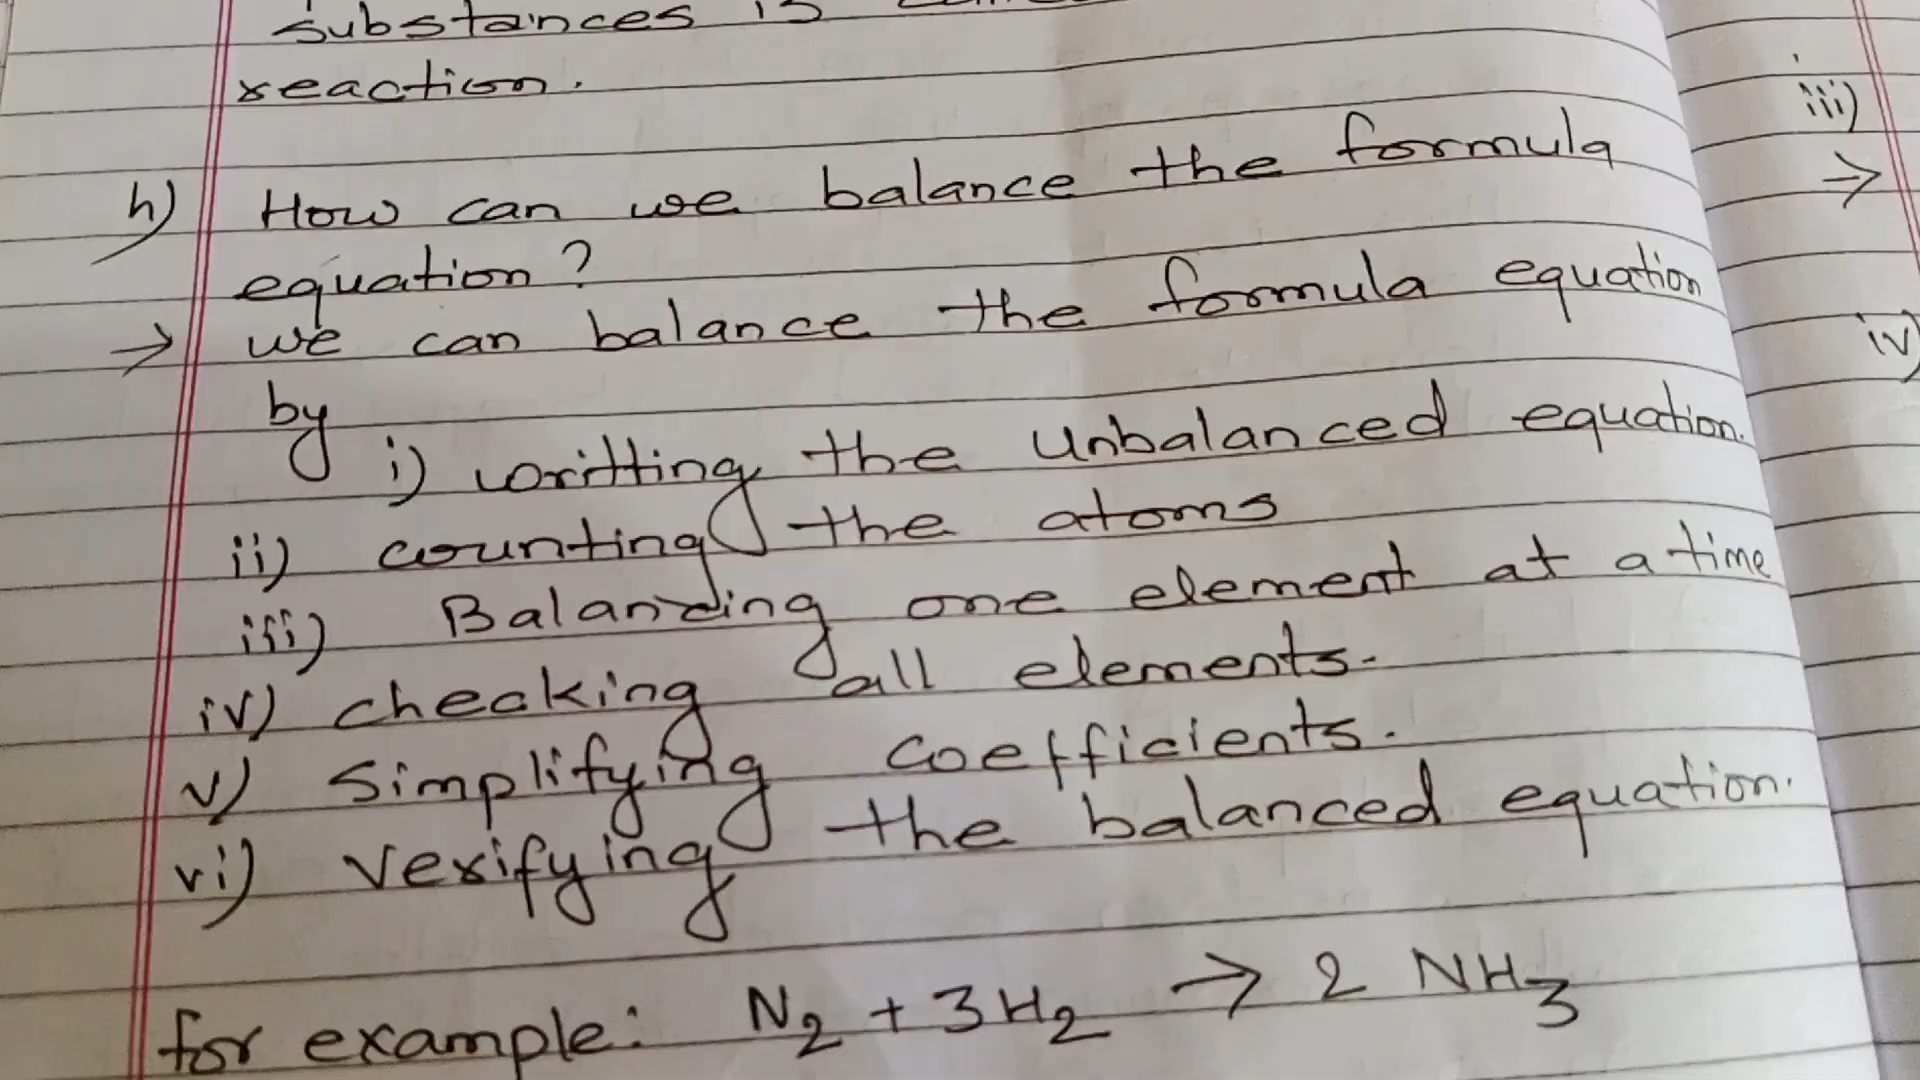 substances is
reaction.
h) How can we balance the formula
equation?
→ we can balance the formula equation
by
i) writting the Unbalanced equation.
ii) counting the atoms
iii) Balancing one element at a time
iv) checking all elements.
v) Simplifying coefficients.
vi) Verifying the balanced equation.
for example: N₂ + 3H₂ → 2 NH₃
iii)
→
iv)